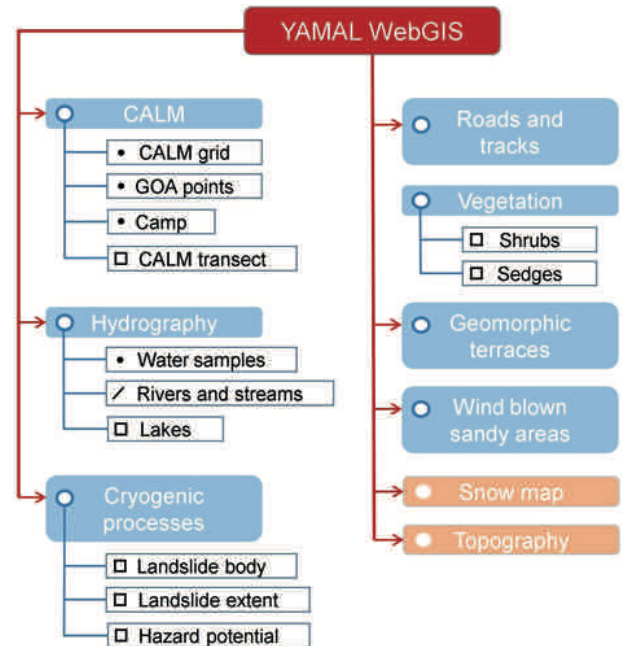 YAMAL WebGIS
CALM
• CALM grid
• GOA points
• Camp
CALM transect
Hydrography
• Water samples
Rivers and streams
Lakes
Cryogenic
processes
Landslide body
Landslide extent
Hazard potential
Roads and
tracks
Vegetation
Shrubs
Sedges
Geomorphic
terraces
Wind blown
sandy areas
Snow map
Topography